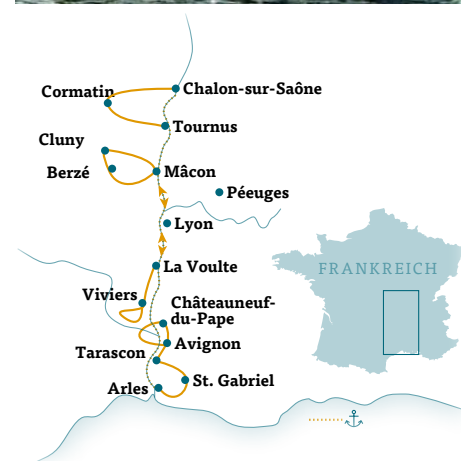 Cormatin
Chalon-sur-Saône
Tournus
Cluny
Berzé
Mâcon
Péeuges
Lyon
FRANKREICH
La Voulte
Viviers
Châteauneuf-
du-Pape
Avignon
Tarascon
St. Gabriel
Arles